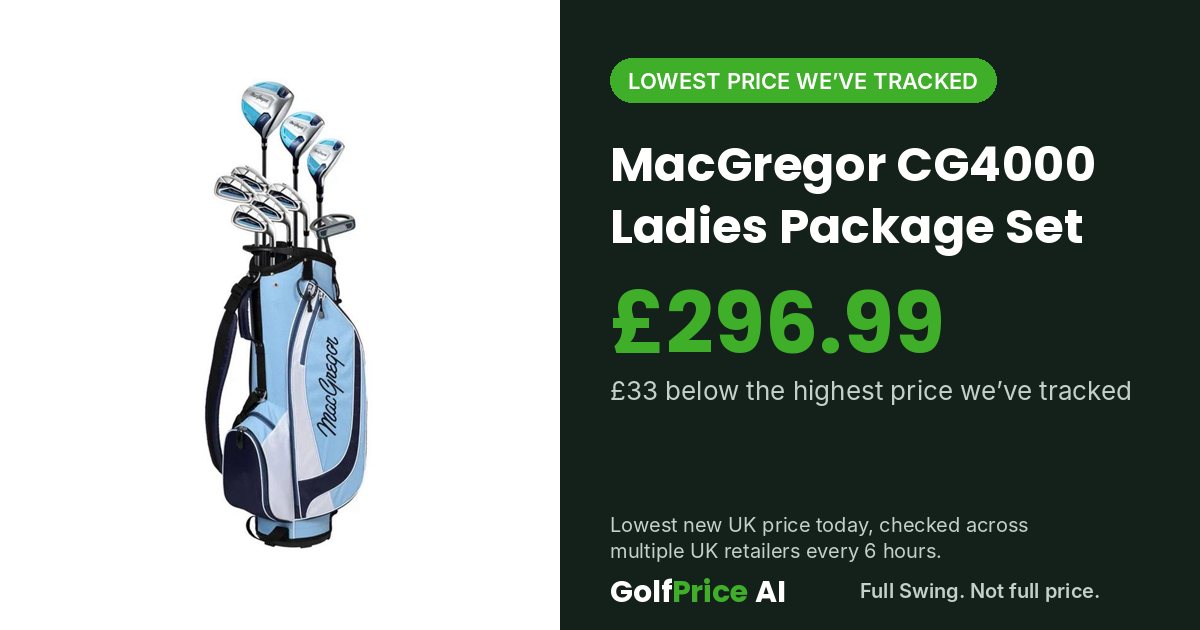 LOWEST PRICE WE’VE TRACKED
MacGregor CG4000
Ladies Package Set
£296.99
£33 below the highest price we’ve tracked
Lowest new UK price today, checked across
multiple UK retailers every 6 hours.
GolfPrice AI
Full Swing. Not full price.
MacGregor
MacGregor
MacGregor